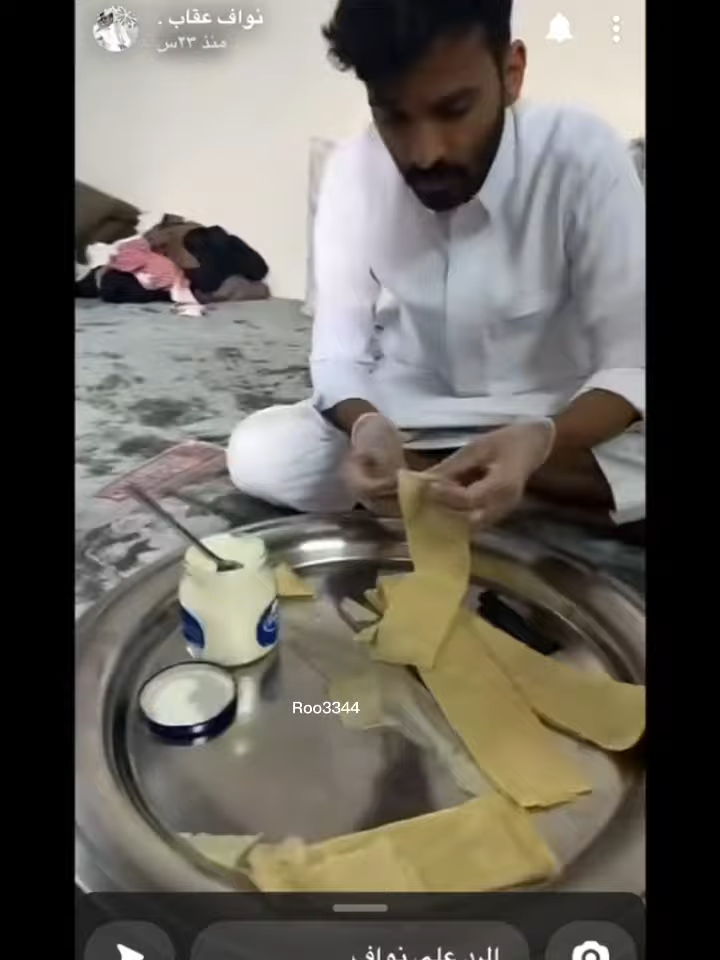 نواف عقاب .
منذ ٢٣س
Roo3344
الرد على نواف